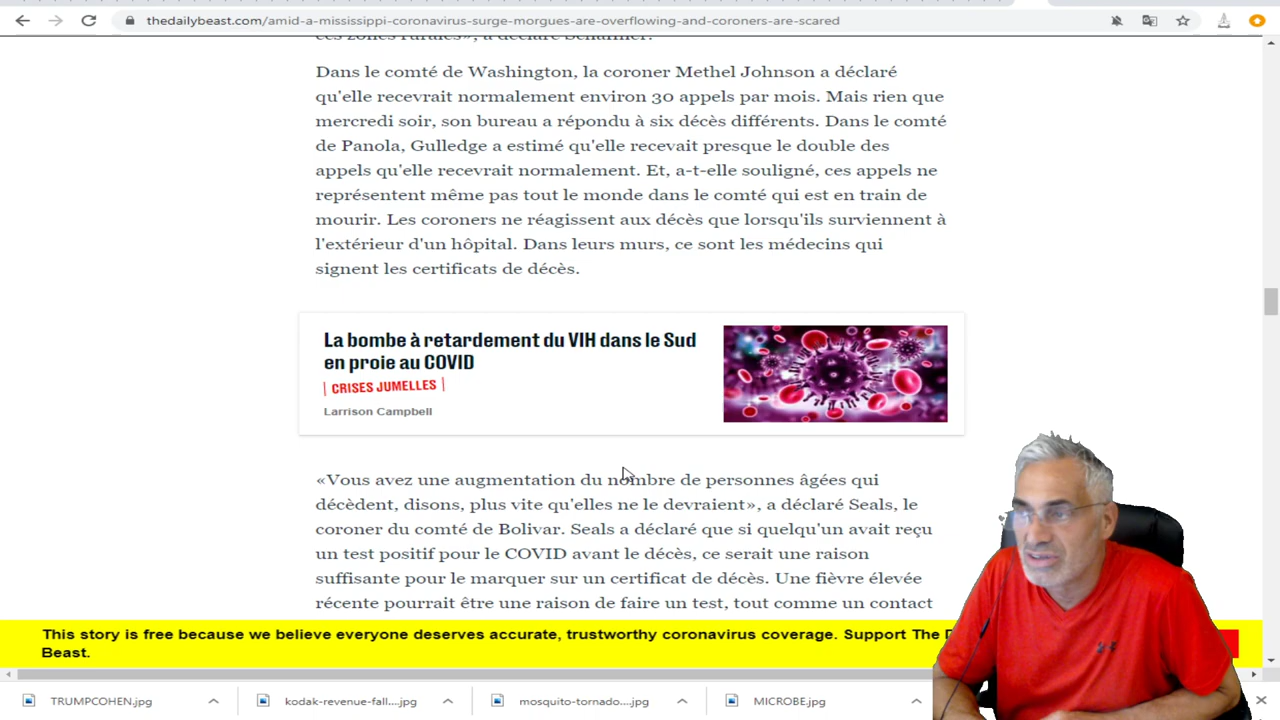 thedailybeast.com/amid-a-mississippi-coronavirus-surge-morgues-are-overflowing-and-coroners-are-scared
ces zones rurales», a déclaré
Dans le comté de Washington, la coroner Methel Johnson a déclaré
qu'elle recevrait normalement environ 30 appels par mois. Mais rien que
mercredi soir, son bureau a répondu à six décès différents. Dans le comté
de Panola, Gulledge a estimé qu'elle recevait presque le double des
appels qu'elle recevrait normalement. Et, a-t-elle souligné, ces appels ne
représentent même pas tout le monde dans le comté qui est en train de
mourir. Les coroners ne réagissent aux décès que lorsqu'ils surviennent à
l'extérieur d'un hôpital. Dans leurs murs, ce sont les médecins qui
signent les certificats de décès.
La bombe à retardement du VIH dans le Sud
en proie au COVID
CRISES JUMELLES
Larrison Campbell
«Vous avez une augmentation du nombre de personnes âgées qui
décèdent, disons, plus vite qu'elles ne le devraient», a déclaré Seals, le
coroner du comté de Bolivar. Seals a déclaré que si quelqu'un avait reçu
un test positif pour le COVID avant le décès, ce serait une raison
suffisante pour le marquer sur un certificat de décès. Une fièvre élevée
récente pourrait être une raison de faire un test, tout comme un contact
This story is free because we believe everyone deserves accurate, trustworthy coronavirus coverage. Support The
Beast.
TRUMPCOHEN.jpg
kodak-revenue-fall....jpg
mosquito-tornado....jpg
MICROBE.jpg